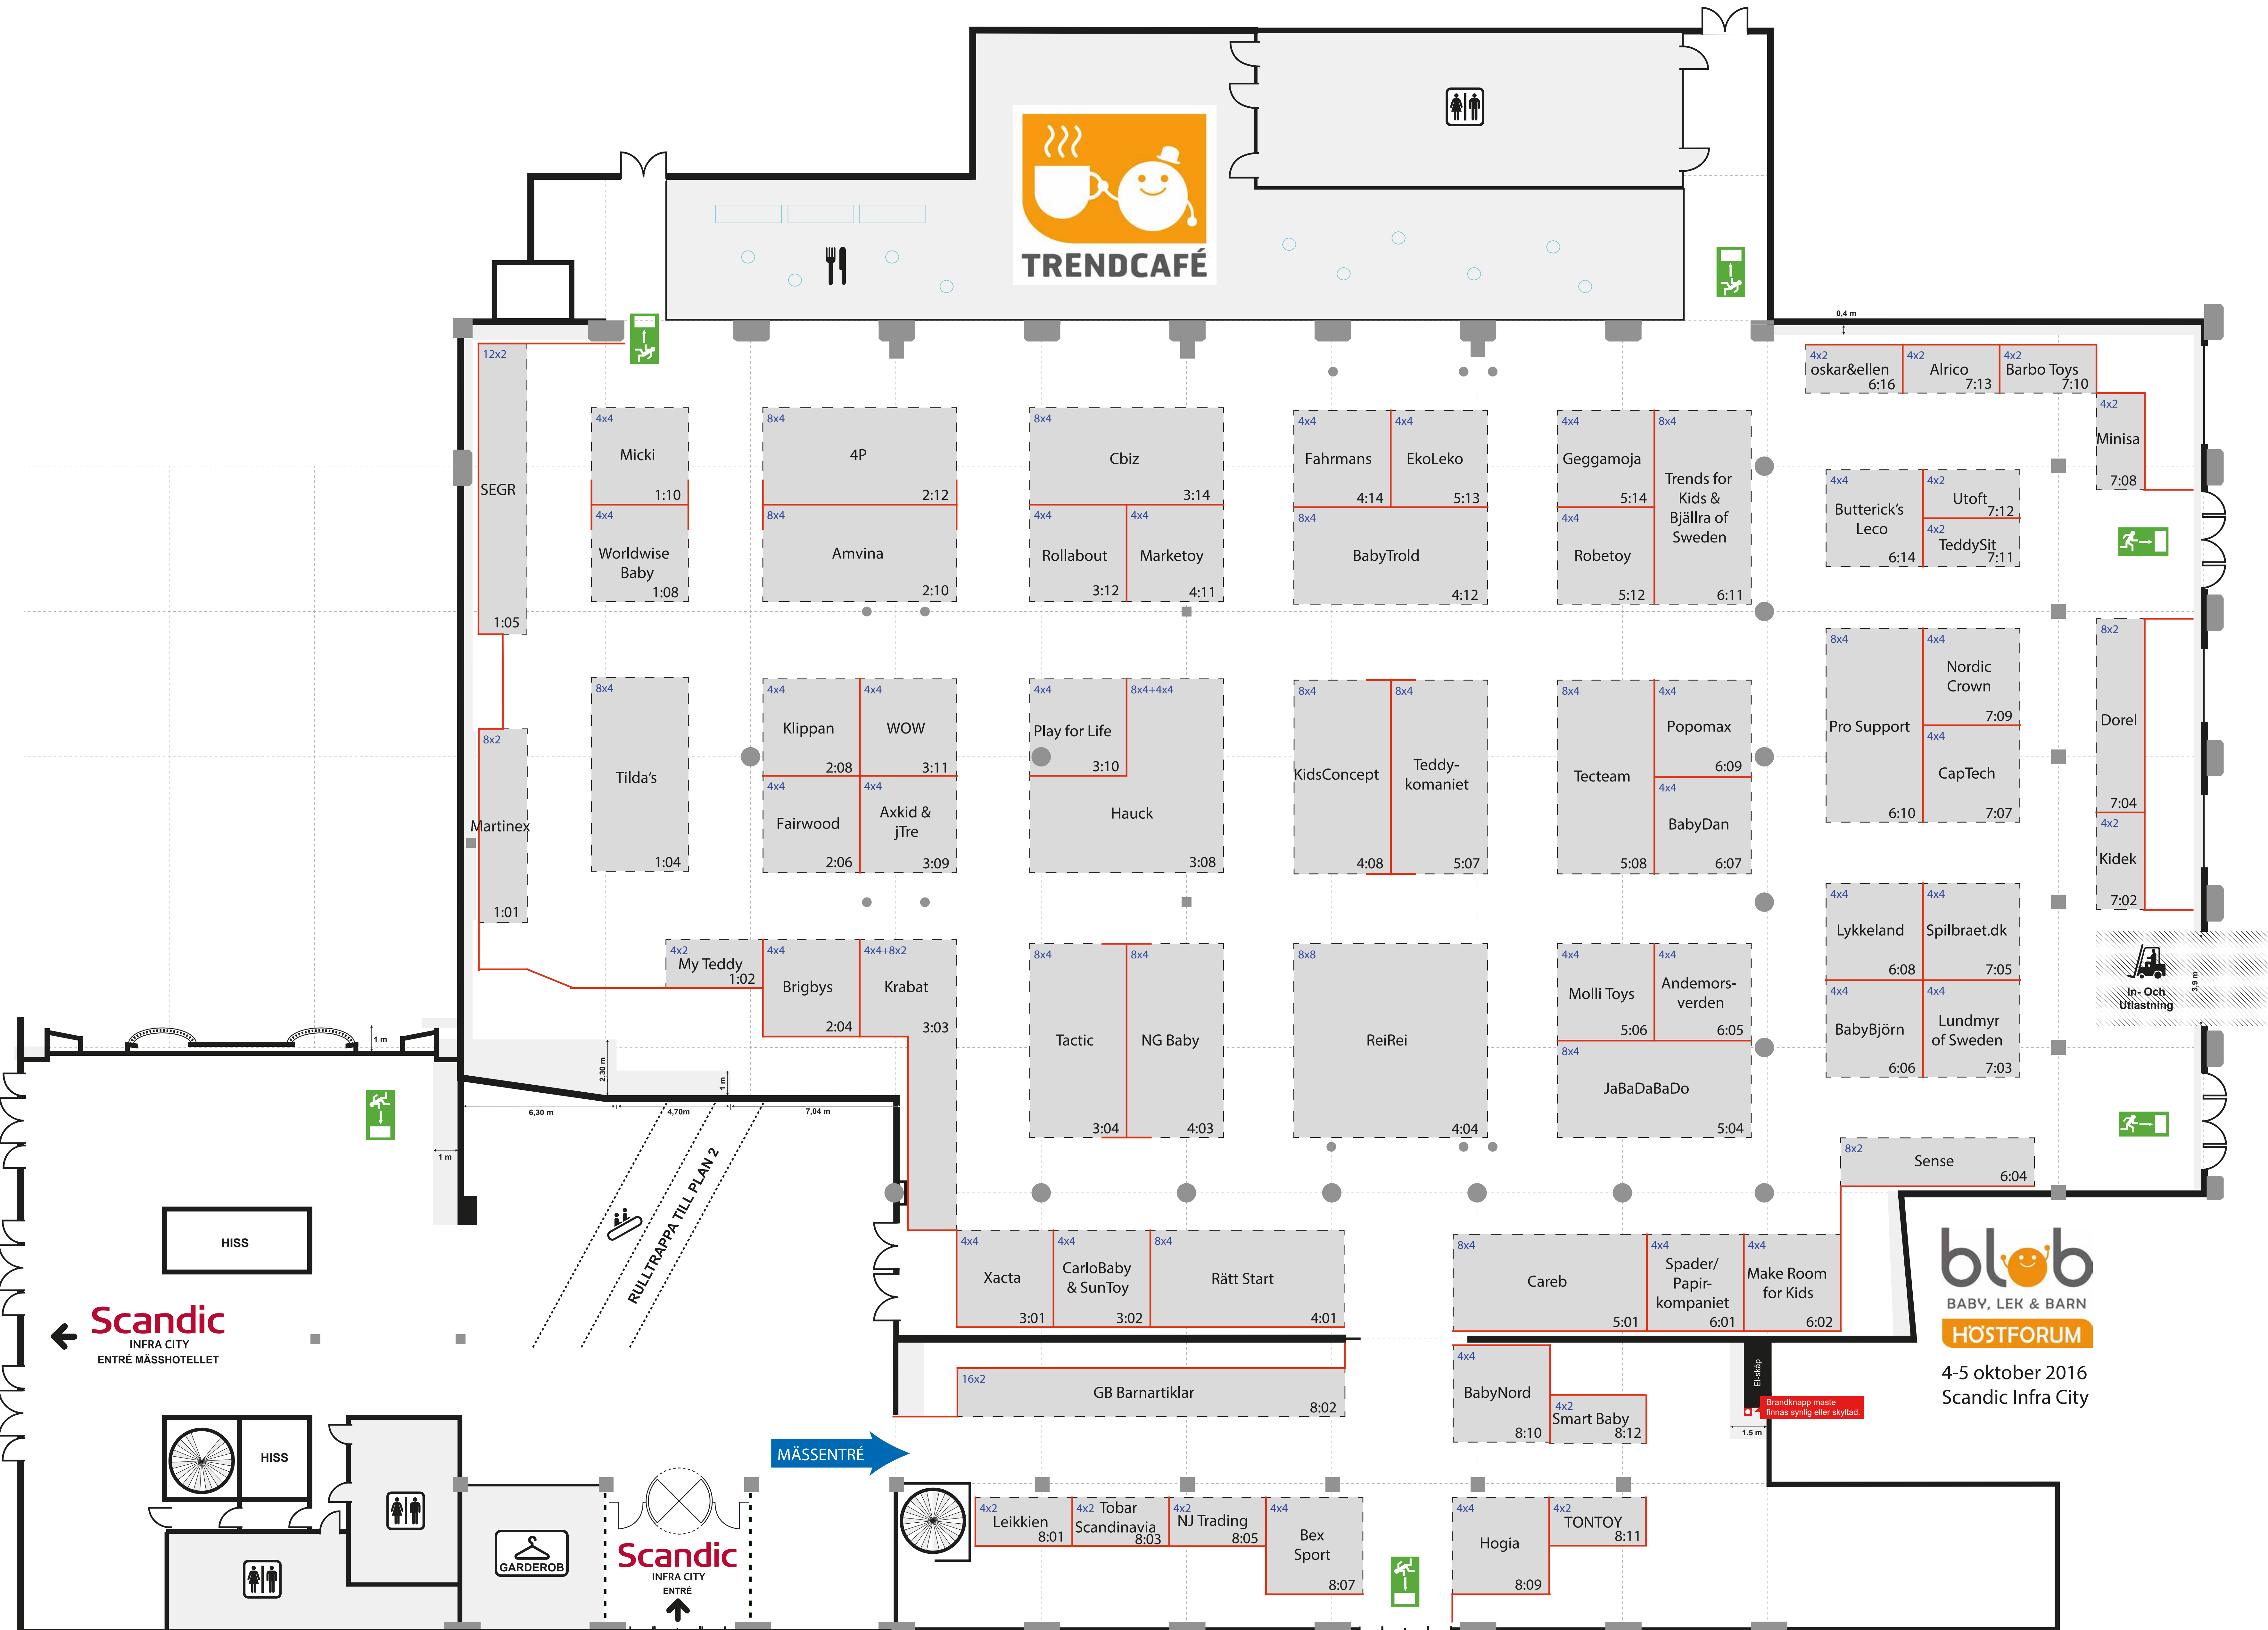 TRENDCAFÉ
0,4 m
12x2
SEGR
1:05
4x4
Micki
1:10
4x4
Worldwise
Baby
1:08
8x4
4P
2:12
8x4
Amvina
2:10
8x4
Cbiz
3:14
4x4
Rollabout
3:12
4x4
Marketoy
4:11
4x4
Fahrmans
4:14
4x4
EkoLeko
5:13
8x4
BabyTrold
4:12
4x4
Geggamoja
5:14
4x4
Robetoy
5:12
8x4
Trends for
Kids &
Bjällra of
Sweden
6:11
4x2
oskar&ellen
6:16
4x2
Alrico
7:13
4x2
Barbo Toys
7:10
4x2
Minisa
7:08
4x4
Butterick's
Leco
6:14
4x2
Utoft
7:12
4x2
TeddySit
7:11
8x2
Martinex
1:01
8x4
Tilda's
1:04
4x4
Klippan
2:08
4x4
WOW
3:11
4x4
Fairwood
2:06
4x4
Axkid &
jTre
3:09
4x4
Play for Life
3:10
8x4+4x4
Hauck
3:08
8x4
KidsConcept
4:08
8x4
Teddy-
komaniet
5:07
8x4
Tecteam
5:08
4x4
Popomax
6:09
4x4
BabyDan
6:07
8x4
Pro Support
6:10
4x4
Nordic
Crown
7:09
4x4
CapTech
7:07
8x2
Dorel
7:04
4x2
Kidek
7:02
4x2
My Teddy
1:02
4x4
Brigbys
2:04
4x4+8x2
Krabat
3:03
8x4
Tactic
3:04
8x4
NG Baby
4:03
8x8
ReiRei
4:04
4x4
Molli Toys
5:06
4x4
Andemors-
verden
6:05
8x4
JaBaDaBaDo
5:04
4x4
Lykkeland
6:08
4x4
Spilbraet.dk
7:05
4x4
BabyBjörn
6:06
4x4
Lundmyr
of Sweden
7:03
In- Och
Utlastning
3,9 m
8x2
Sense
6:04
1 m
2,30 m
1 m
6,30 m
4,70m
7,04 m
1 m
RULLTRAPPA TILL PLAN 2
HISS
Scandic
INFRA CITY
ENTRÉ MÄSSHOTELLET
HISS
4x4
Xacta
3:01
4x4
CarloBaby
& SunToy
3:02
8x4
Rätt Start
4:01
8x4
Careb
5:01
4x4
Spader/
Papir-
kompaniet
6:01
4x4
Make Room
for Kids
6:02
blob
BABY, LEK & BARN
HÖSTFORUM
4-5 oktober 2016
Scandic Infra City
16x2
GB Barnartiklar
8:02
4x4
BabyNord
8:10
4x2
Smart Baby
8:12
El-skåp
Brandknapp måste
finnas synlig eller skyltad.
1.5 m
MÄSSENTRÉ
GARDEROB
Scandic
INFRA CITY
ENTRÉ
4x2
Leikkien
8:01
4x2
Tobar
Scandinavia
8:03
4x2
NJ Trading
8:05
4x4
Bex
Sport
8:07
4x4
Hogia
8:09
4x2
TONTOY
8:11